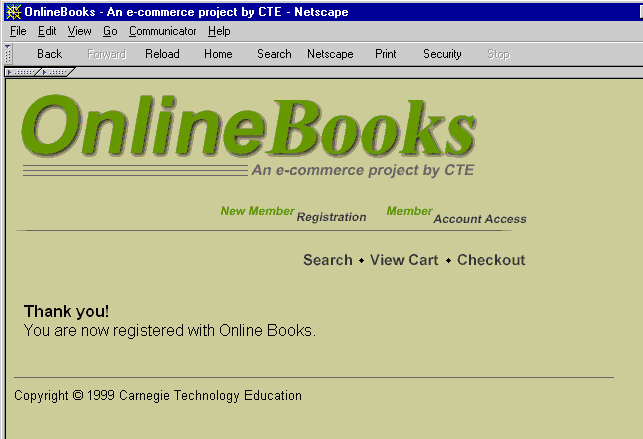 OnlineBooks - An e-commerce project by CTE - Netscape
File Edit View Go Communicator Help
Back Forward Reload Home Search Netscape Print Security Stop
OnlineBooks
An e-commerce project by CTE
New Member Registration Member Account Access
Search • View Cart • Checkout
Thank you!
You are now registered with Online Books.
Copyright © 1999 Carnegie Technology Education